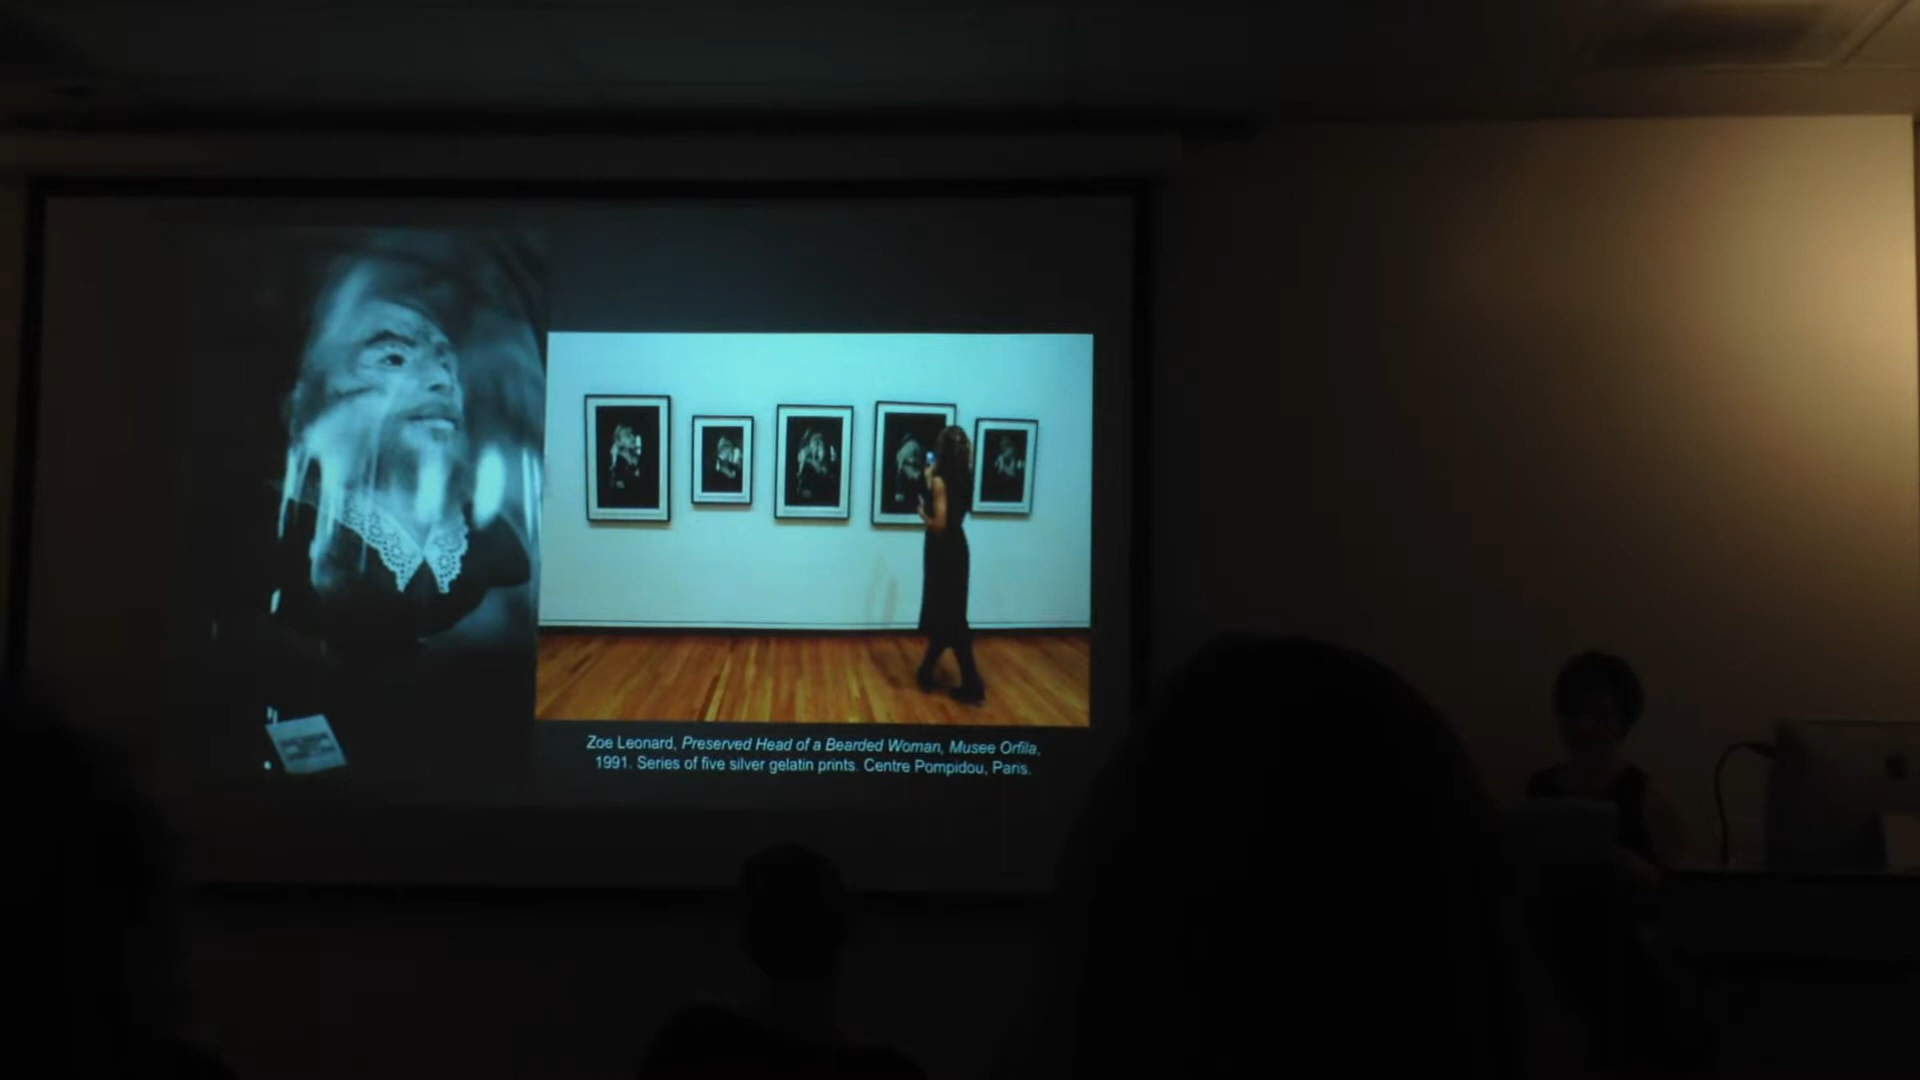 Zoe Leonard, Preserved Head of a Bearded Woman, Musee Orfila,
1991. Series of five silver gelatin prints. Centre Pompidou, Paris.